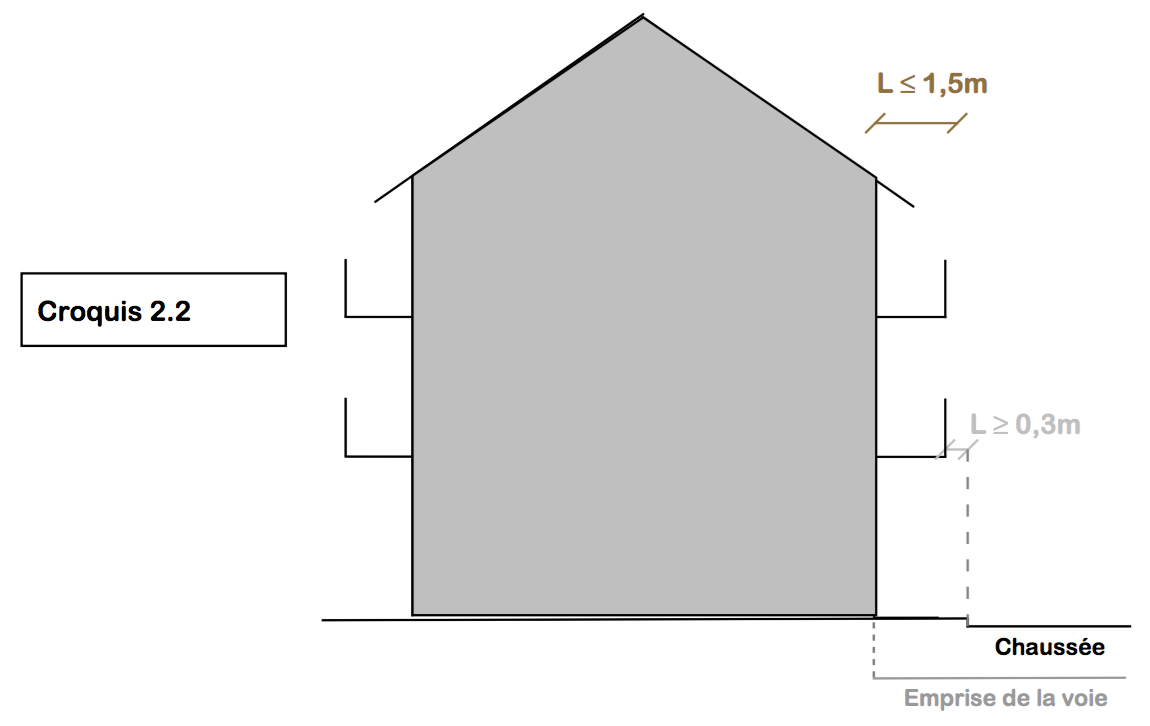 L ≤ 1,5m
Croquis 2.2
L ≥ 0,3m
Chaussée
Emprise de la voie